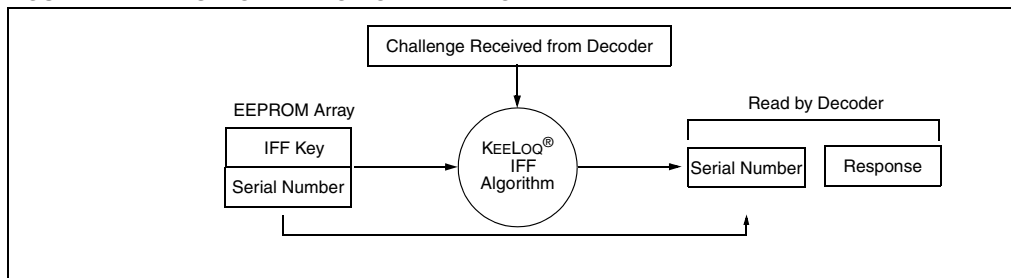 Challenge Received from Decoder
EEPROM Array
IFF Key
Serial Number
KEELOQ®
IFF
Algorithm
Read by Decoder
Serial Number
Response